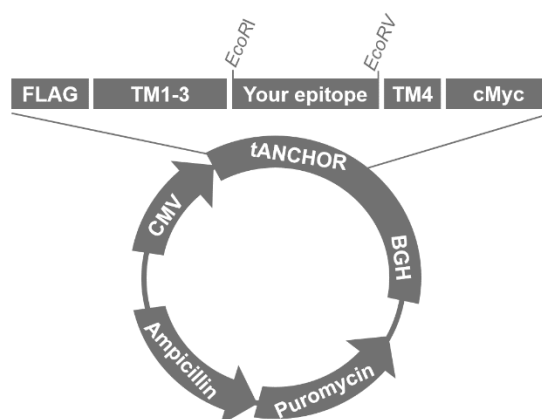 EcoRI
EcoRV
FLAG TM1-3 Your epitope TM4 cMyc
tANCHOR
CMV
BGH
Ampicillin
Puromycin